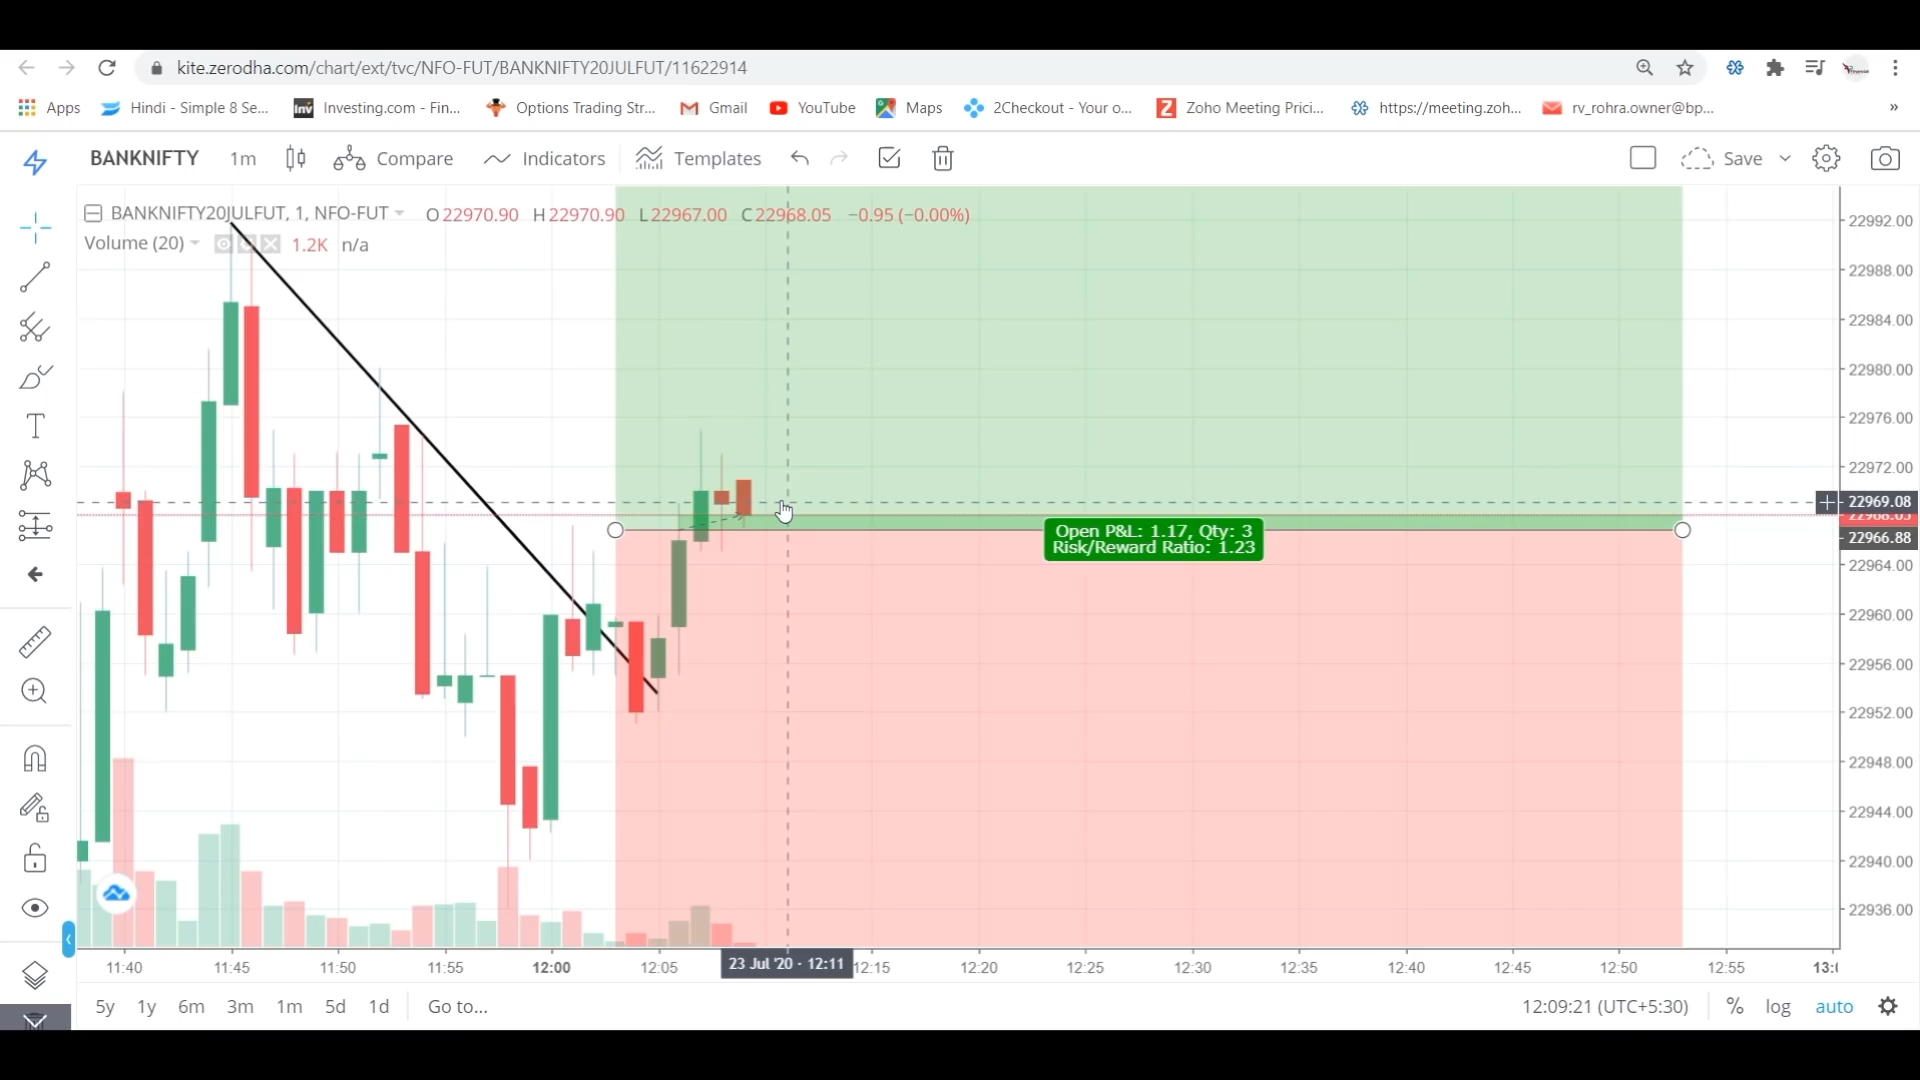 kite.zerodha.com/chart/ext/tvc/NFO-FUT/BANKNIFTY20JULFUT/11622914
Apps Hindi - Simple 8 Se... Inv Investing.com - Fin... Options Trading Str... Gmail YouTube Maps 2Checkout - Your o... Z Zoho Meeting Prici... https://meeting.zoh... rv_rohra.owner@bp... »
BANKNIFTY 1m Compare Indicators Templates Save
BANKNIFTY20JULFUT, 1, NFO-FUT O22970.90 H22970.90 L22967.00 C22968.05 −0.95 (−0.00%)
Volume (20) 1.2K n/a
22992.00
22988.00
22984.00
22980.00
22976.00
22972.00
22969.08
22968.05
22966.88
22964.00
22960.00
22956.00
22952.00
22948.00
22944.00
22940.00
22936.00
Open P&L: 1.17, Qty: 3
Risk/Reward Ratio: 1.23
11:40 11:45 11:50 11:55 12:00 12:05 23 Jul '20 - 12:11 12:15 12:20 12:25 12:30 12:35 12:40 12:45 12:50 12:55
5y 1y 6m 3m 1m 5d 1d Go to... 12:09:21 (UTC+5:30) % log auto